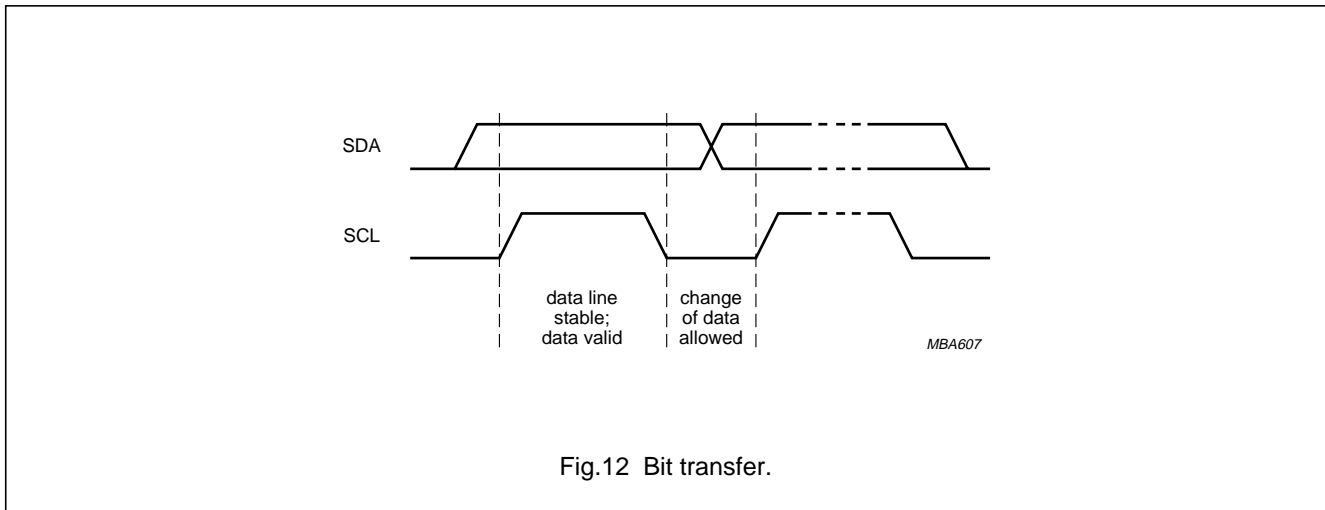 SDA
SCL
data line
stable;
data valid
change
of data
allowed
MBA607
Fig.12 Bit transfer.